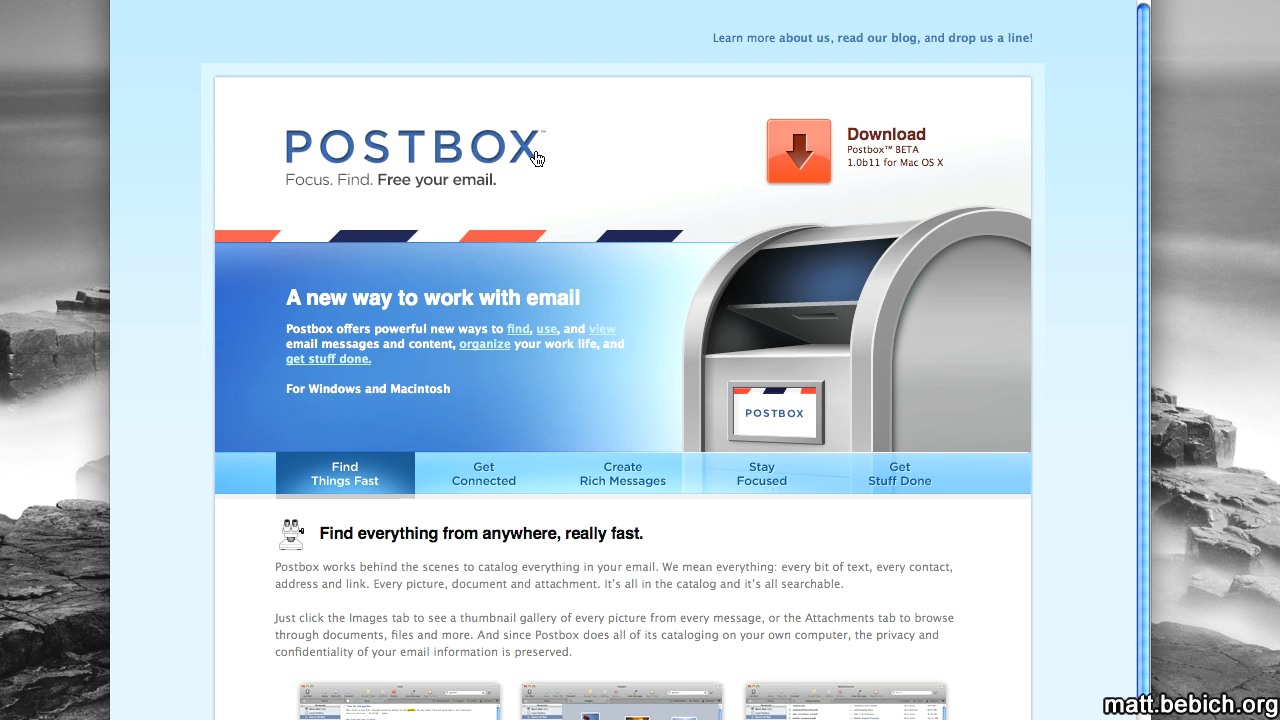 Learn more about us, read our blog, and drop us a line!
POSTBOX™
Focus. Find. Free your email.
Download
Postbox™ BETA
1.0b11 for Mac OS X
A new way to work with email
Postbox offers powerful new ways to find, use, and view
email messages and content, organize your work life, and
get stuff done.
For Windows and Macintosh
POSTBOX
Find
Things Fast
Get
Connected
Create
Rich Messages
Stay
Focused
Get
Stuff Done
Find everything from anywhere, really fast.
Postbox works behind the scenes to catalog everything in your email. We mean everything: every bit of text, every contact,
address and link. Every picture, document and attachment. It's all in the catalog and it's all searchable.
Just click the Images tab to see a thumbnail gallery of every picture from every message, or the Attachments tab to browse
through documents, files and more. And since Postbox does all of its cataloging on your own computer, the privacy and
confidentiality of your email information is preserved.
matt.bebich.org